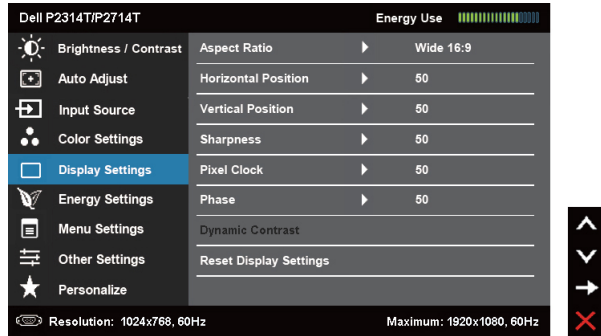 Dell P2314T/P2714T Energy Use
Brightness / Contrast Aspect Ratio Wide 16:9
Auto Adjust Horizontal Position 50
Input Source Vertical Position 50
Color Settings Sharpness 50
Display Settings Pixel Clock 50
Energy Settings Phase 50
Menu Settings Dynamic Contrast
Other Settings Reset Display Settings
Personalize
Resolution: 1024x768, 60Hz Maximum: 1920x1080, 60Hz